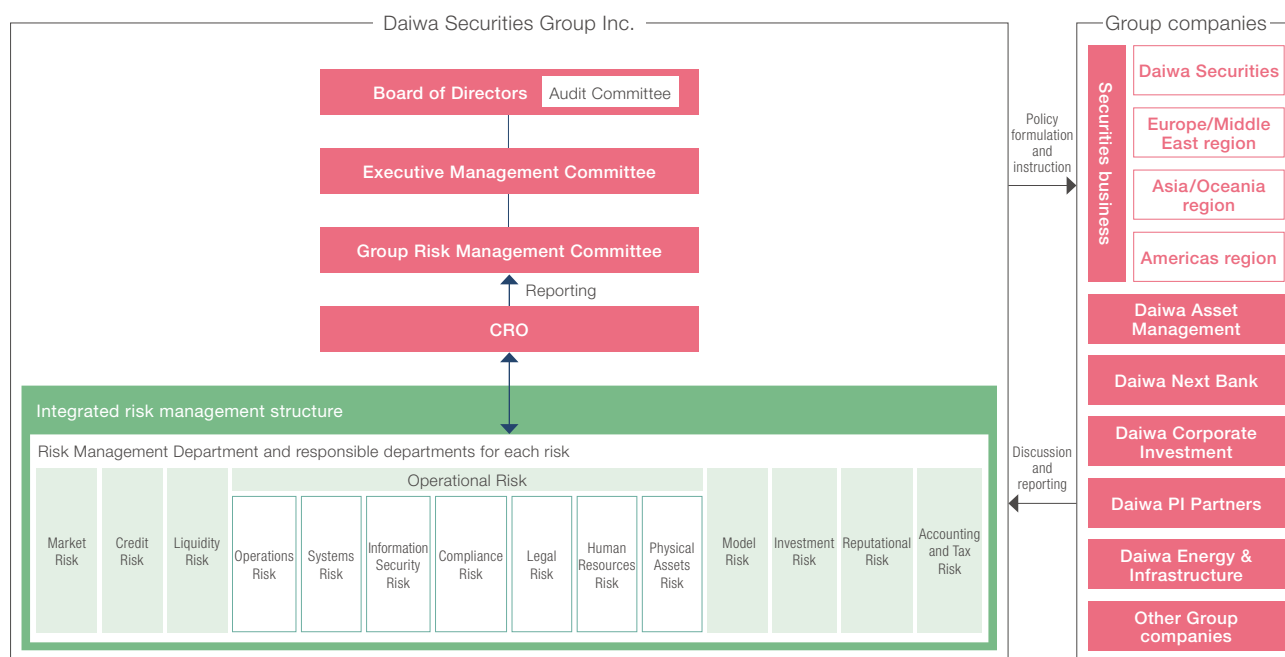 Daiwa Securities Group Inc.
Board of Directors
Audit Committee
Executive Management Committee
Group Risk Management Committee
Reporting
CRO
Integrated risk management structure
Risk Management Department and responsible departments for each risk
Market
Risk
Credit
Risk
Liquidity
Risk
Operational Risk
Operations
Risk
Systems
Risk
Information
Security
Risk
Compliance
Risk
Legal
Risk
Human
Resources
Risk
Physical
Assets
Risk
Model
Risk
Investment
Risk
Reputational
Risk
Accounting
and Tax
Risk
Policy
formulation
and
instruction
Discussion
and
reporting
Group companies
Securities business
Daiwa Securities
Europe/Middle
East region
Asia/Oceania
region
Americas region
Daiwa Asset
Management
Daiwa Next Bank
Daiwa Corporate
Investment
Daiwa PI Partners
Daiwa Energy &
Infrastructure
Other Group
companies